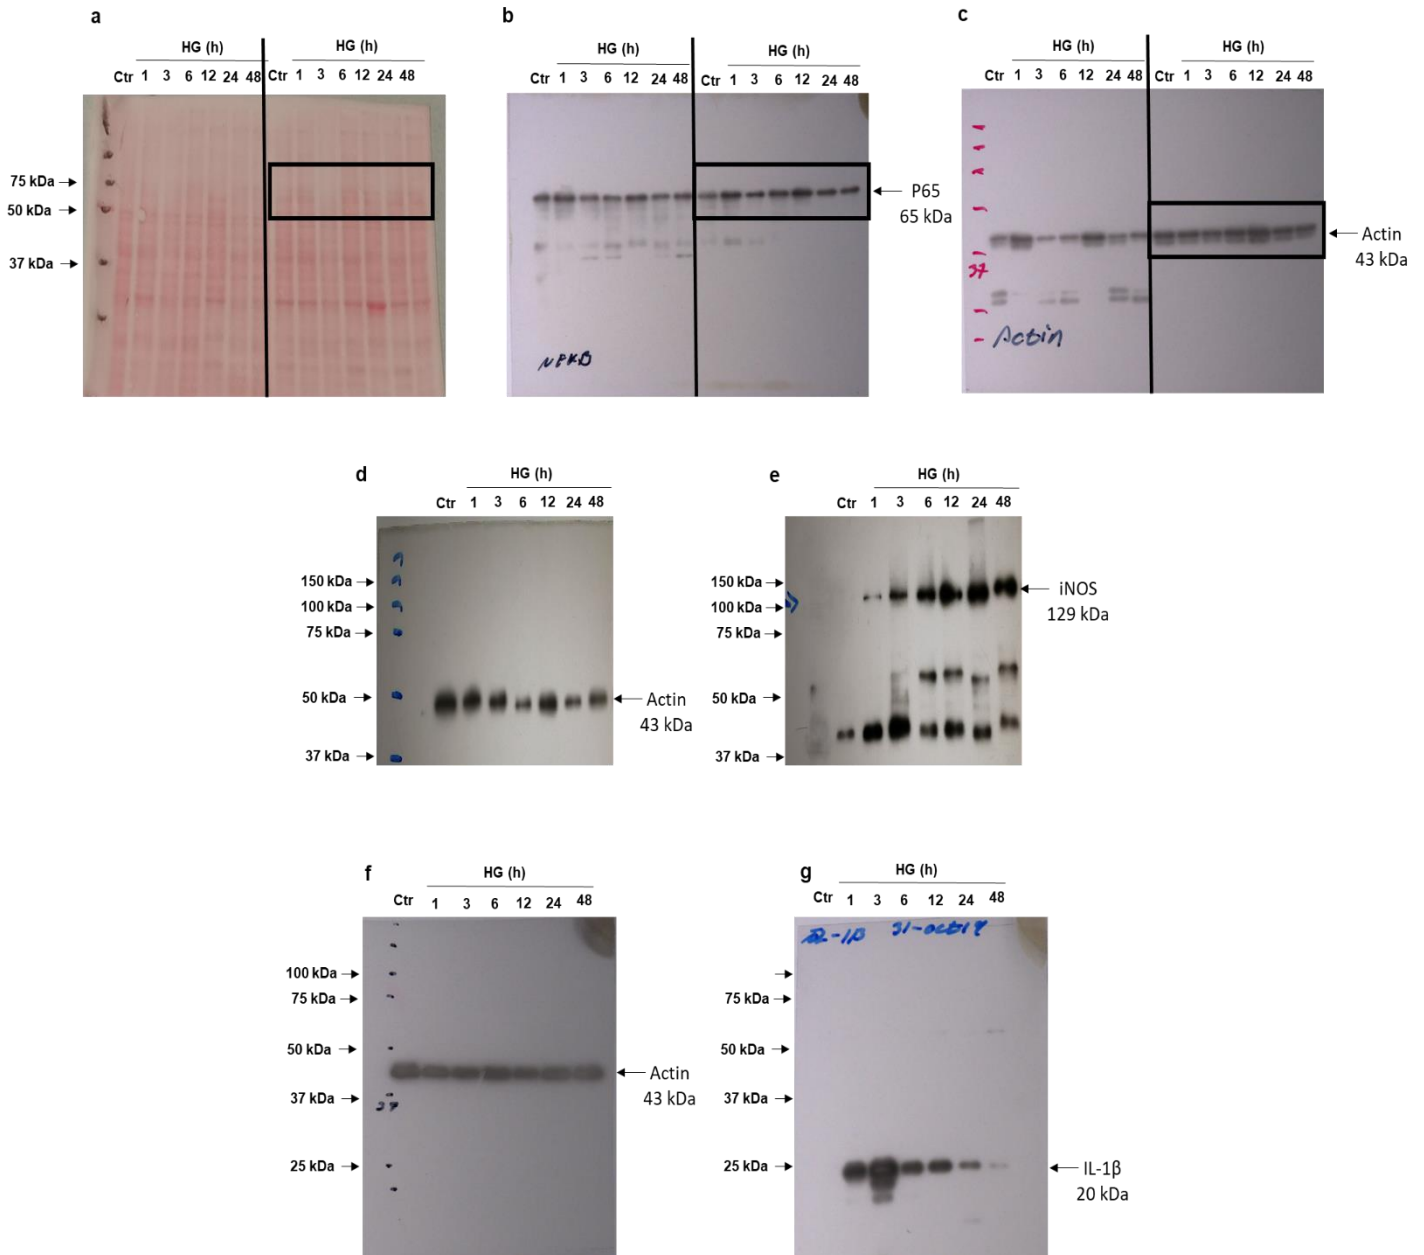 a
HG (h) HG (h)
Ctr 1 3 6 12 24 48 Ctr 1 3 6 12 24 48
75 kDa
50 kDa
37 kDa
b
HG (h) HG (h)
Ctr 1 3 6 12 24 48 Ctr 1 3 6 12 24 48
P65
65 kDa
NFKB
c
HG (h) HG (h)
Ctr 1 3 6 12 24 48 Ctr 1 3 6 12 24 48
Actin
43 kDa
37
Actin
d
HG (h)
Ctr 1 3 6 12 24 48
150 kDa
100 kDa
75 kDa
50 kDa
37 kDa
Actin
43 kDa
e
HG (h)
Ctr 1 3 6 12 24 48
150 kDa
100 kDa
75 kDa
50 kDa
37 kDa
iNOS
129 kDa
f
HG (h)
Ctr 1 3 6 12 24 48
100 kDa
75 kDa
50 kDa
37 kDa
25 kDa
37
Actin
43 kDa
g
HG (h)
Ctr 1 3 6 12 24 48
75 kDa
50 kDa
37 kDa
25 kDa
IL-1β
20 kDa